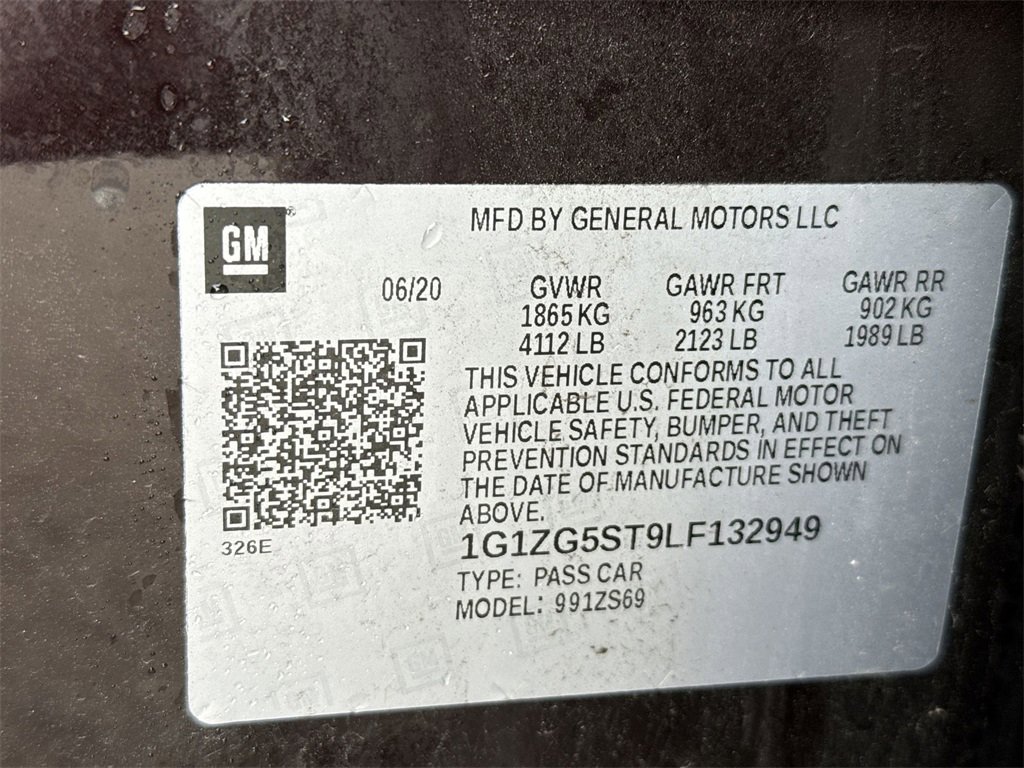 GM
MFD BY GENERAL MOTORS LLC
06/20 GVWR GAWR FRT GAWR RR
1865 KG 963 KG 902 KG
4112 LB 2123 LB 1989 LB
THIS VEHICLE CONFORMS TO ALL
APPLICABLE U.S. FEDERAL MOTOR
VEHICLE SAFETY, BUMPER, AND THEFT
PREVENTION STANDARDS IN EFFECT ON
THE DATE OF MANUFACTURE SHOWN
ABOVE.
326E
1G1ZG5ST9LF132949
TYPE: PASS CAR
MODEL: 991ZS69